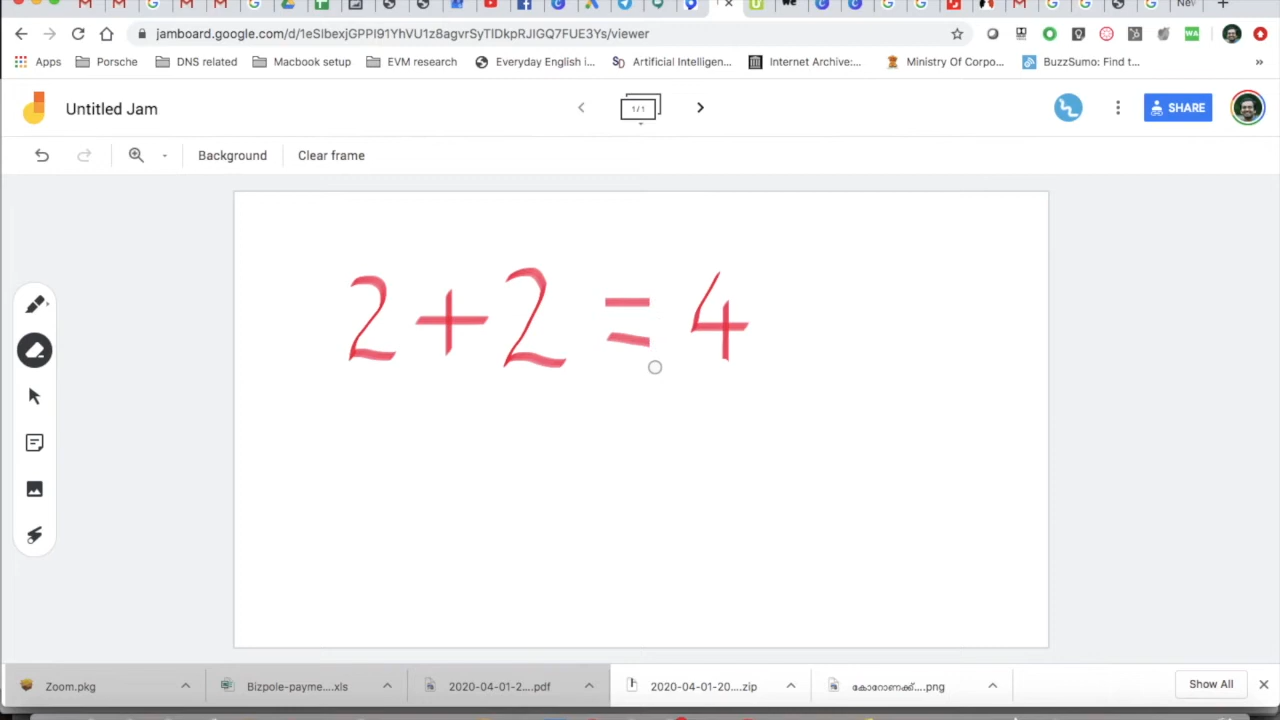 jamboard.google.com/d/1eSIbexjGPPI91YhVU1z8agvrSyTIDkpRJIGQ7FUE3Ys/viewer
Apps Porsche DNS related Macbook setup EVM research Everyday English i... Artificial Intelligen... Internet Archive:... Ministry Of Corpo... BuzzSumo: Find t... »
Untitled Jam 1/1 SHARE
Background Clear frame
2+2 = 4
Zoom.pkg Bizpole-payme....xls 2020-04-01-2....pdf 2020-04-01-20....zip കോറോണക്ക്....png Show All